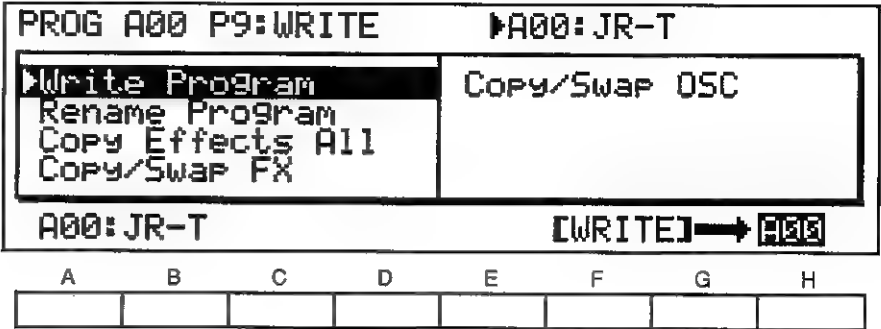 PROG A00 P9:WRITE ▶A00:JR-T
▶Write Program
Rename Program
Copy Effects All
Copy/Swap FX
Copy/Swap OSC
A00:JR-T [WRITE]→A00
A B C D E F G H